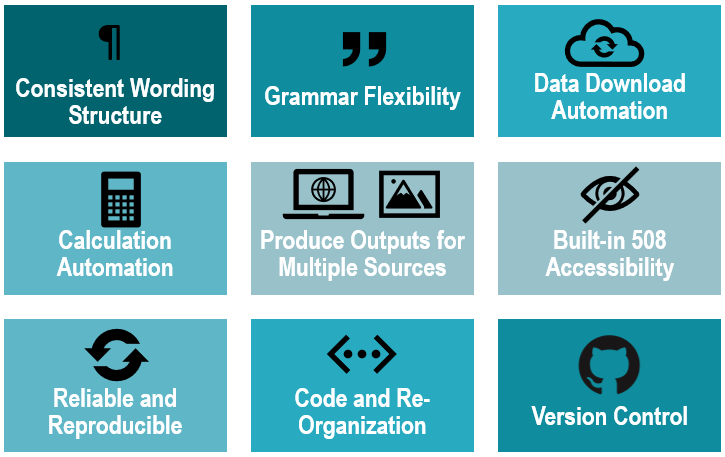 Consistent Wording
Structure
Grammar Flexibility
Data Download
Automation
Calculation
Automation
Produce Outputs for
Multiple Sources
Built-in 508
Accessibility
Reliable and
Reproducible
Code and Re-
Organization
Version Control